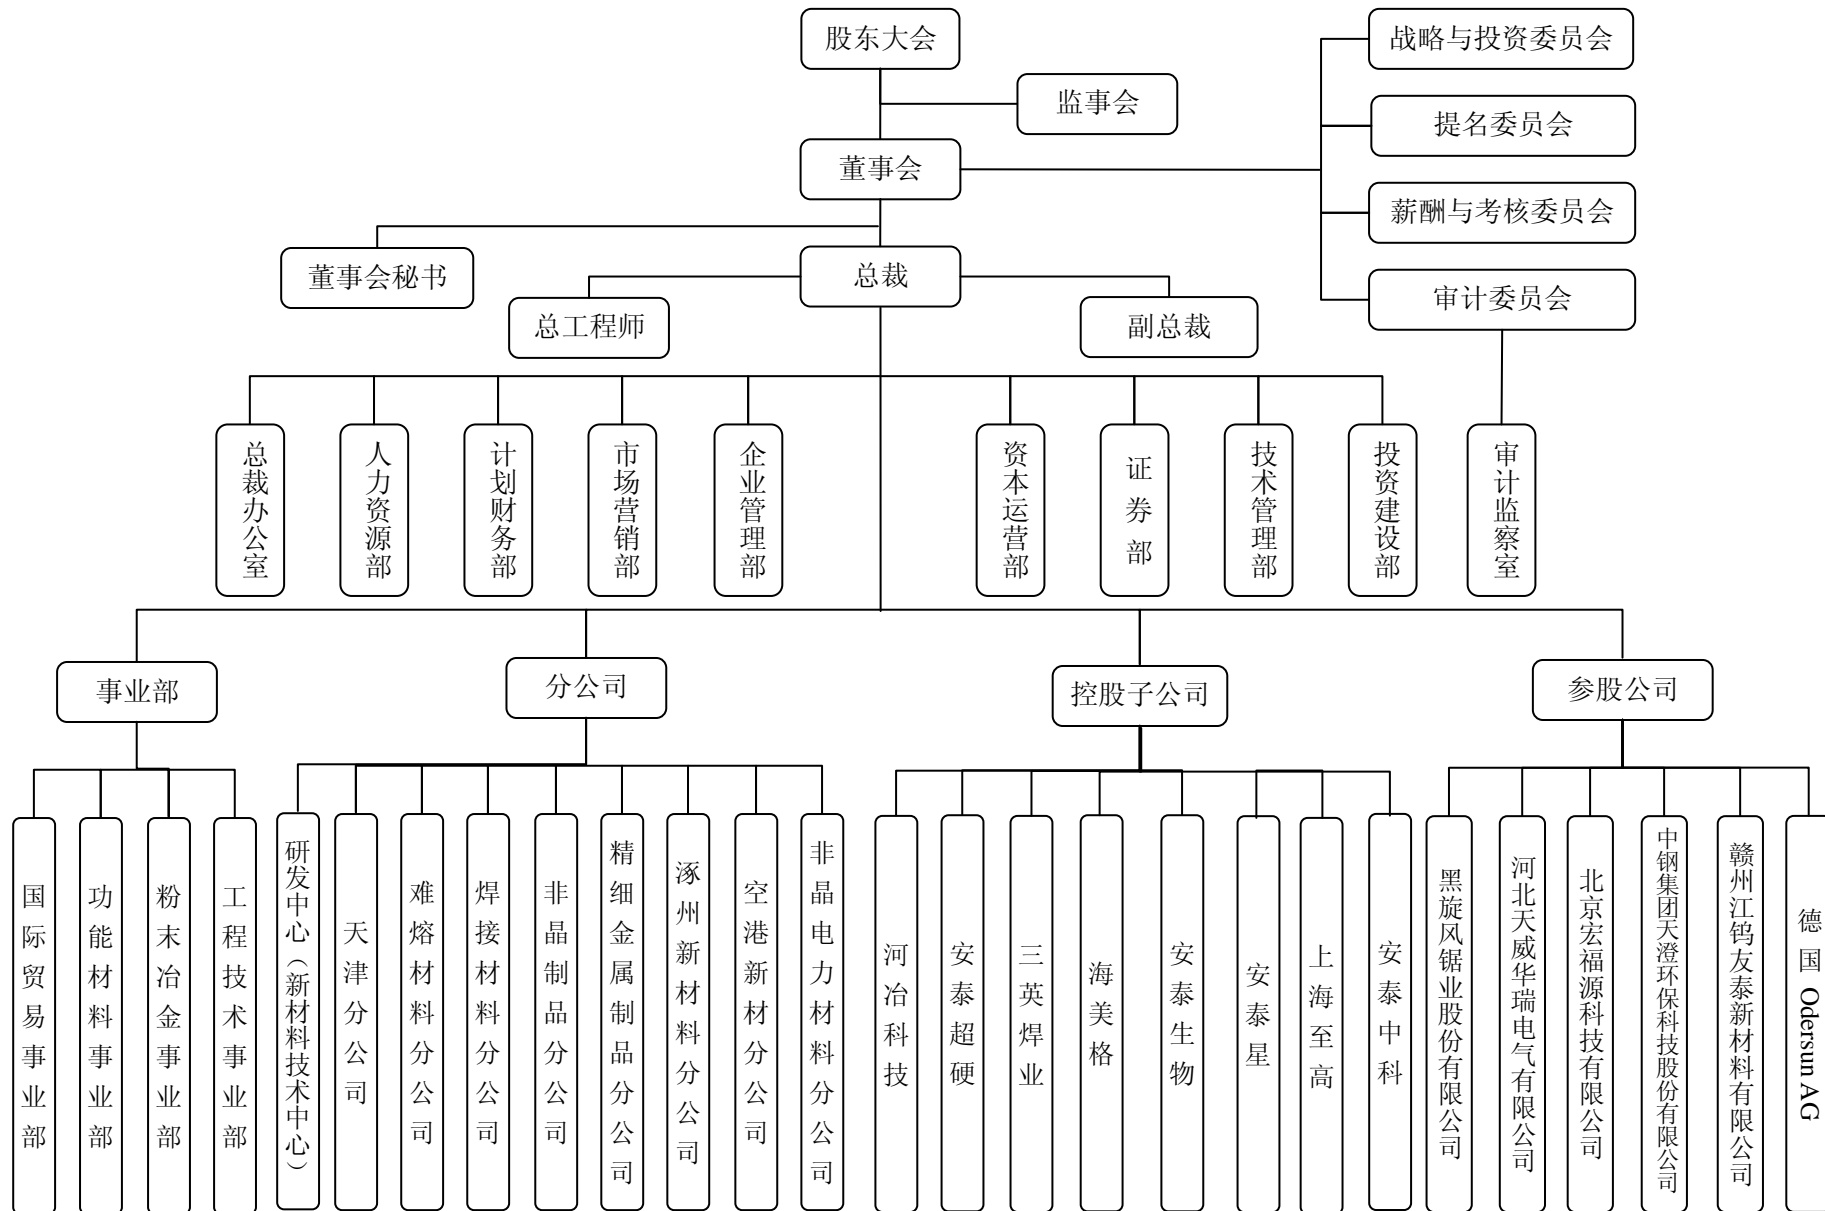 股东大会
战略与投资委员会
监事会
提名委员会
董事会
薪酬与考核委员会
董事会秘书
总裁
审计委员会
总工程师
副总裁
总裁办公室
人力资源部
计划财务部
市场营销部
企业管理部
资本运营部
证券部
技术管理部
投资建设部
审计监察室
事业部
分公司
控股子公司
参股公司
国际贸易事业部
功能材料事业部
粉末冶金事业部
工程技术事业部
研发中心（新材料技术中心）
天津分公司
难熔材料分公司
焊接材料分公司
非晶制品分公司
精细金属制品分公司
涿州新材料分公司
空港新材分公司
非晶电力材料分公司
河冶科技
安泰超硬
三英焊业
海美格
安泰生物
安泰星
上海至高
安泰中科
黑旋风锯业股份有限公司
河北天威华瑞电气有限公司
北京宏福源科技有限公司
中钢集团天澄环保科技股份有限公司
赣州江钨友泰新材料有限公司
德国 Odersun AG